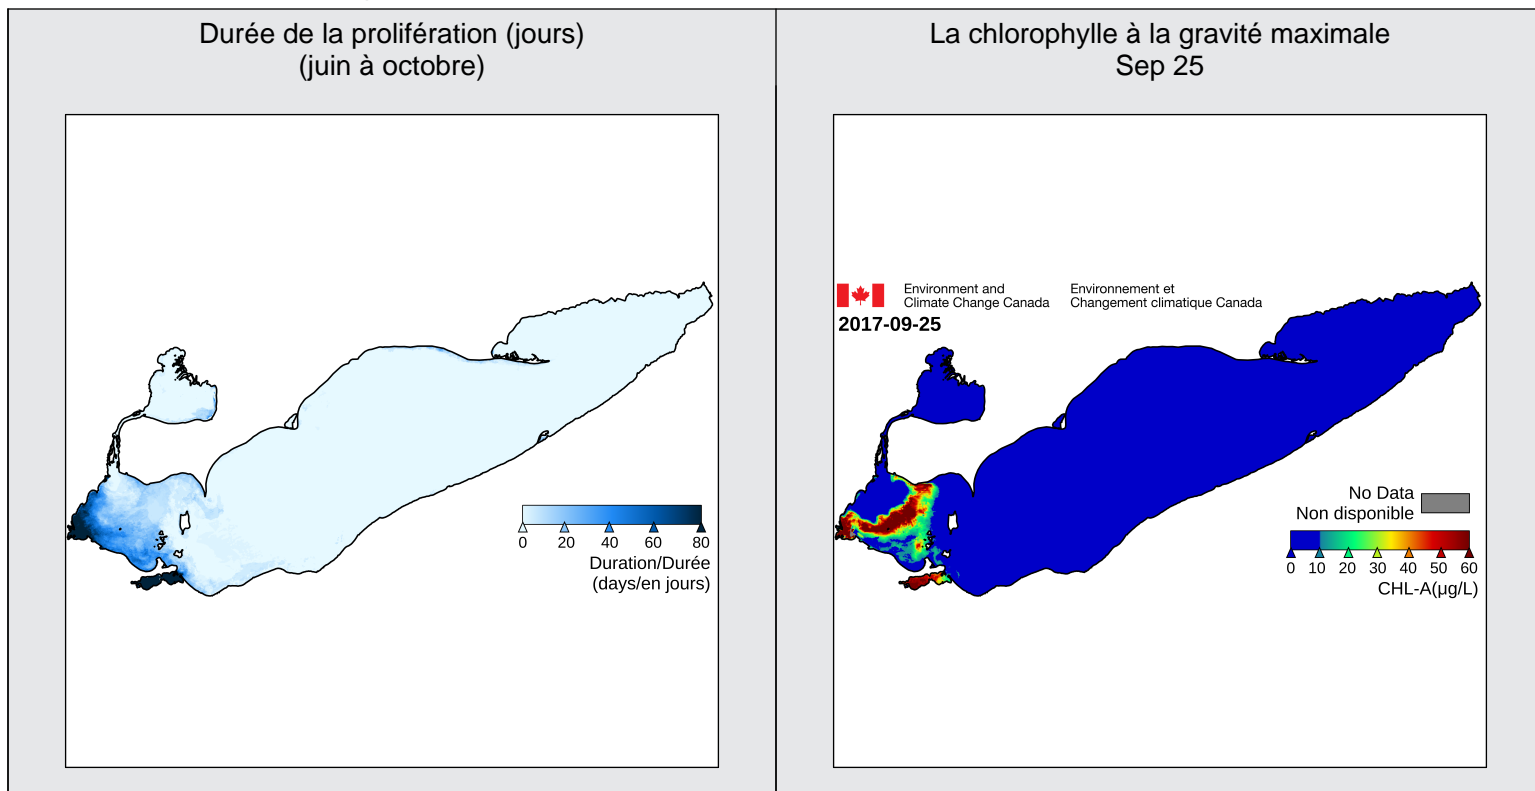 Durée de la prolifération (jours)
(juin à octobre)
0 20 40 60 80
Duration/Durée
(days/en jours)
La chlorophylle à la gravité maximale
Sep 25
Environment and
Climate Change Canada
Environnement et
Changement climatique Canada
2017-09-25
No Data
Non disponible
0 10 20 30 40 50 60
CHL-A(µg/L)